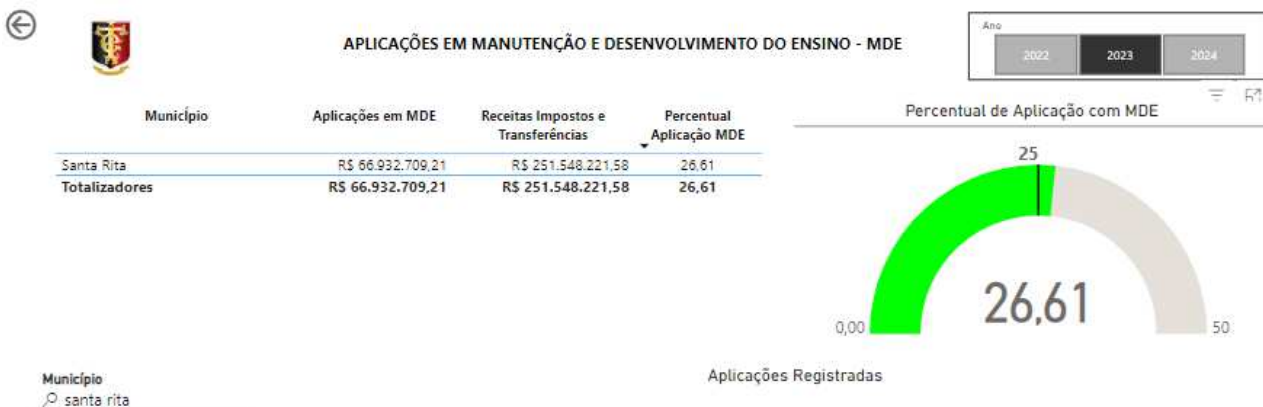 APLICAÇÕES EM MANUTENÇÃO E DESENVOLVIMENTO DO ENSINO - MDE
Ano
2022 2023 2024
Município Aplicações em MDE Receitas Impostos e Transferências Percentual Aplicação MDE
Santa Rita R$ 66.932.709,21 R$ 251.548.221,58 26,61
Totalizadores R$ 66.932.709,21 R$ 251.548.221,58 26,61
Percentual de Aplicação com MDE
25
26,61
0,00 50
Município
santa rita
Aplicações Registradas